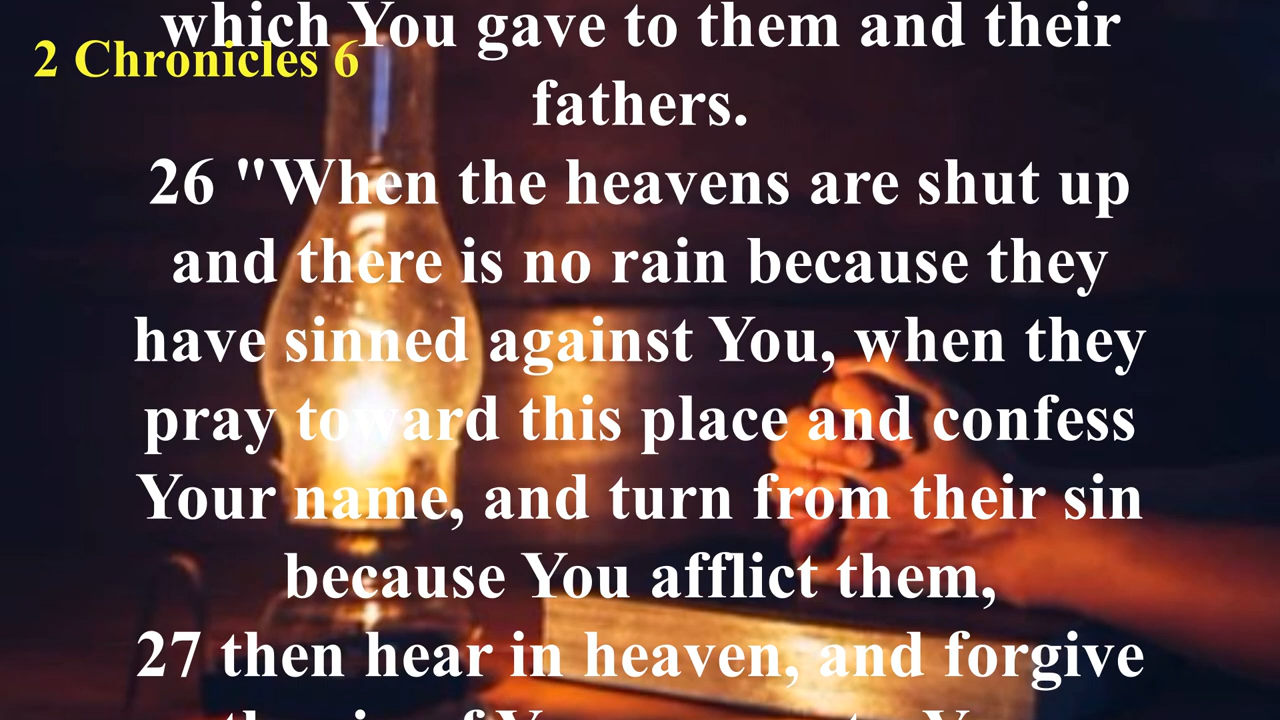 which You gave to them and their
2 Chronicles 6
fathers.
26 "When the heavens are shut up
and there is no rain because they
have sinned against You, when they
pray toward this place and confess
Your name, and turn from their sin
because You afflict them,
27 then hear in heaven, and forgive